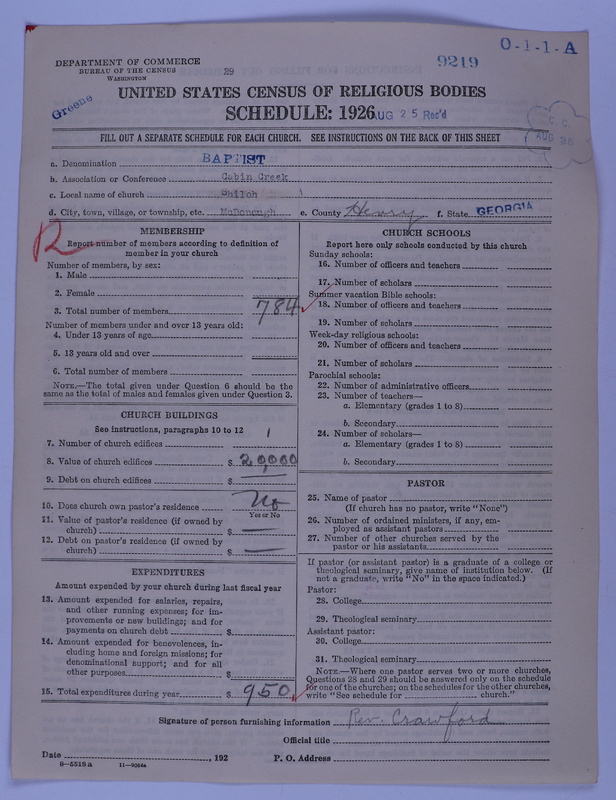 O-1-1-A
9219
DEPARTMENT OF COMMERCE
BUREAU OF THE CENSUS
WASHINGTON
29
Greene
UNITED STATES CENSUS OF RELIGIOUS BODIES
SCHEDULE: 1926
AUG 25 Rec'd
C. C.
AUG 26
FILL OUT A SEPARATE SCHEDULE FOR EACH CHURCH. SEE INSTRUCTIONS ON THE BACK OF THIS SHEET
a. Denomination BAPTIST
b. Association or Conference Cabin Creek
c. Local name of church Shiloh
d. City, town, village, or township, etc. McDonough e. County Henry f. State GEORGIA
R
MEMBERSHIP
Report number of members according to definition of
member in your church
Number of members, by sex:
1. Male
2. Female
3. Total number of members 784
Number of members under and over 13 years old:
4. Under 13 years of age
5. 13 years old and over
6. Total number of members
NOTE.—The total given under Question 6 should be the
same as the total of males and females given under Question 3.
CHURCH BUILDINGS
See instructions, paragraphs 10 to 12
7. Number of church edifices 1
8. Value of church edifices $ 20,000
9. Debt on church edifices $ —
10. Does church own pastor's residence No
Yes or No
11. Value of pastor's residence (if owned by
church) $ —
12. Debt on pastor's residence (if owned by
church) $ —
EXPENDITURES
Amount expended by your church during last fiscal year
13. Amount expended for salaries, repairs,
and other running expenses; for im-
provements or new buildings; and for
payments on church debt $
14. Amount expended for benevolences, in-
cluding home and foreign missions; for
denominational support; and for all
other purposes $
15. Total expenditures during year $ 950
CHURCH SCHOOLS
Report here only schools conducted by this church
Sunday schools:
16. Number of officers and teachers
17. Number of scholars
Summer vacation Bible schools:
18. Number of officers and teachers
19. Number of scholars
Week-day religious schools:
20. Number of officers and teachers
21. Number of scholars
Parochial schools:
22. Number of administrative officers
23. Number of teachers—
a. Elementary (grades 1 to 8)
b. Secondary
24. Number of scholars—
a. Elementary (grades 1 to 8)
b. Secondary
PASTOR
25. Name of pastor
(If church has no pastor, write "None")
26. Number of ordained ministers, if any, em-
ployed as assistant pastors
27. Number of other churches served by the
pastor or his assistants
If pastor (or assistant pastor) is a graduate of a college or
theological seminary, give name of institution below. (If
not a graduate, write "No" in the space indicated.)
Pastor:
28. College
29. Theological seminary
Assistant pastor:
30. College
31. Theological seminary
NOTE.—Where one pastor serves two or more churches,
Questions 28 and 29 should be answered only on the schedule
for one of the churches; on the schedules for the other churches,
write "See schedule for church."
Signature of person furnishing information Rev. Crawford
Official title
Date , 192 P. O. Address
8-5518a 11-9054a